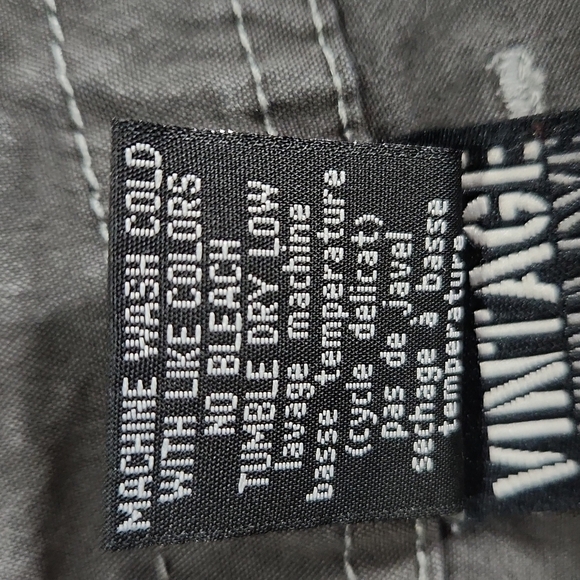 MACHINE WASH COLD
WITH LIKE COLORS
NO BLEACH
TUMBLE DRY LOW
lavage machine
basse temperature
(cycle delicat)
pas de javel
sechage à basse
temperature
VINTAGE